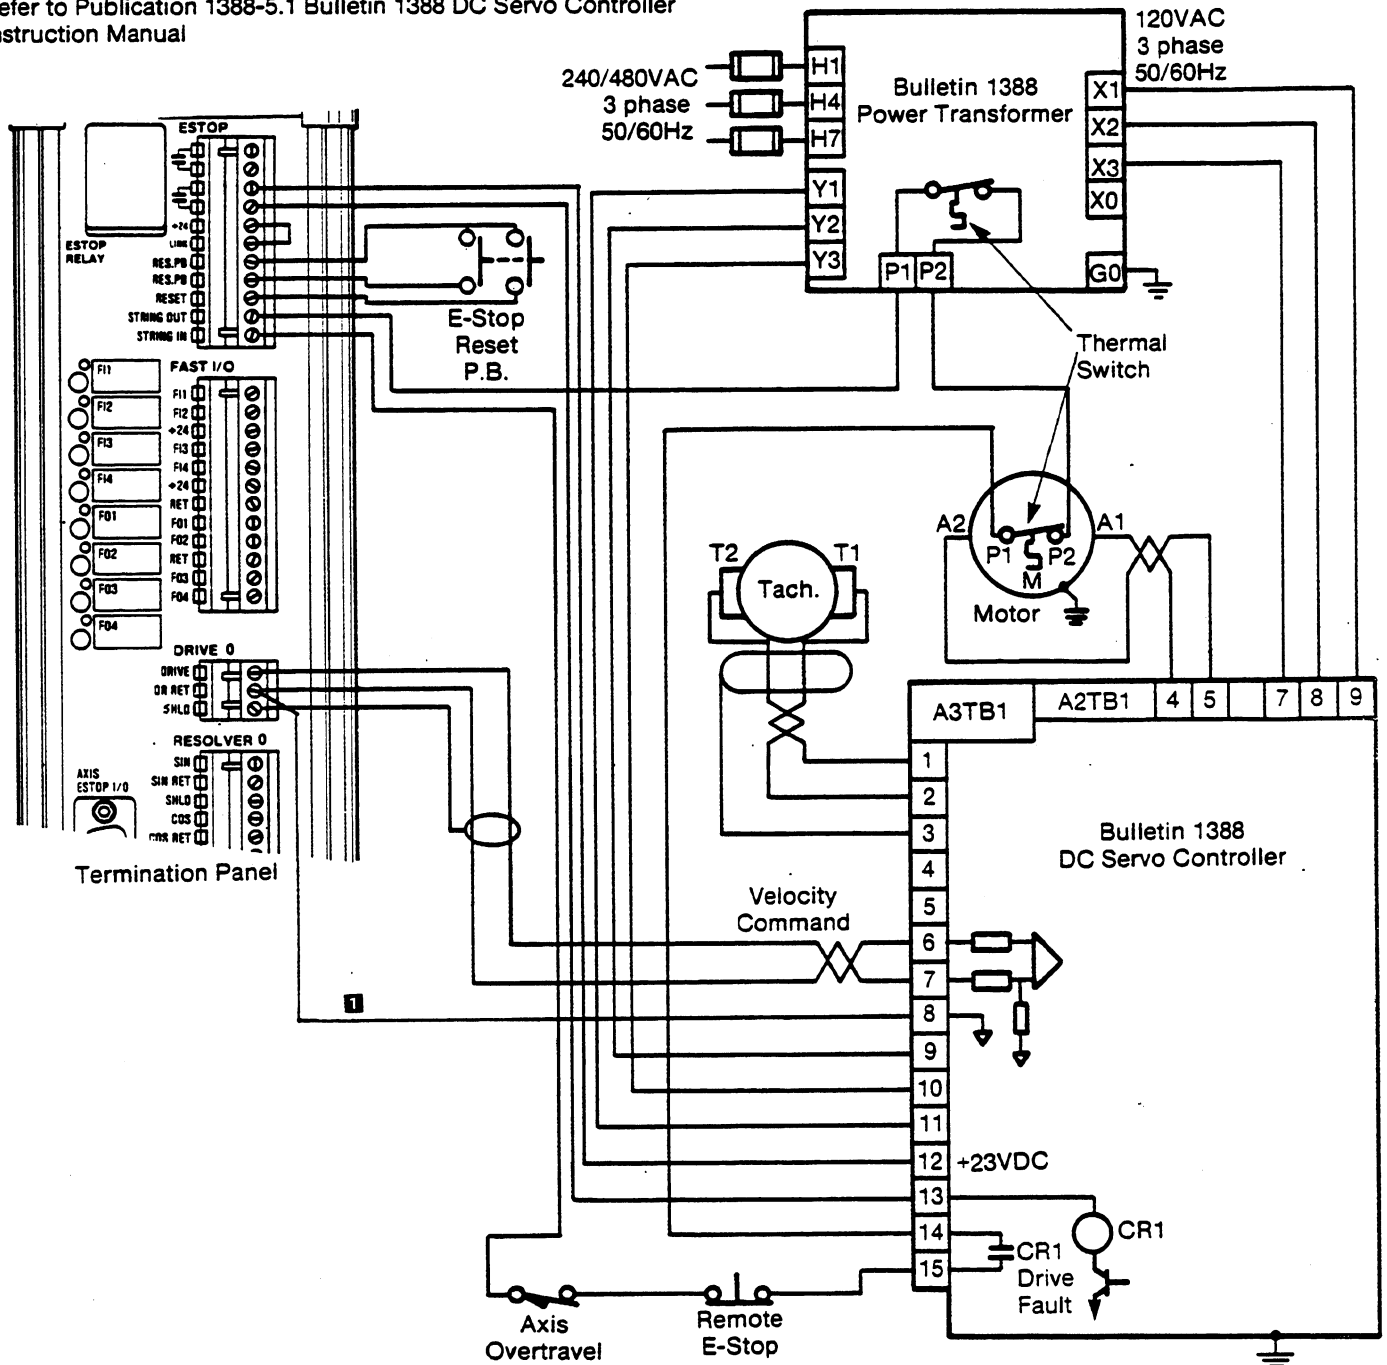 efer to Publication 1388-5.1 Bulletin 1388 DC Servo Controller
nstruction Manual
120VAC
3 phase
50/60Hz
240/480VAC
3 phase
50/60Hz
H1
H4
H7
Bulletin 1388
Power Transformer
X1
X2
X3
X0
G0
Y1
Y2
Y3
P1
P2
Thermal
Switch
ESTOP
ESTOP
RELAY
+24
LINK
RES.PB
RES.PB
RESET
STRING OUT
STRING IN
E-Stop
Reset
P.B.
FAST I/O
FI1
FI2
FI3
FI4
FO1
FO2
FO3
FO4
FI1
FI2
+24
FI3
FI4
+24
RET
FO1
FO2
RET
FO3
FO4
DRIVE 0
DRIVE
DR RET
SHLD
RESOLVER 0
SIN
SIN RET
SHLD
COS
COS RET
AXIS
ESTOP I/O
Termination Panel
A2
A1
P1
P2
M
Motor
T2
T1
Tach.
A3TB1
A2TB1
4
5
7
8
9
1
2
3
4
5
6
7
8
9
10
11
12
13
14
15
Bulletin 1388
DC Servo Controller
Velocity
Command
1
+23VDC
CR1
CR1
Drive
Fault
Axis
Overtravel
Remote
E-Stop